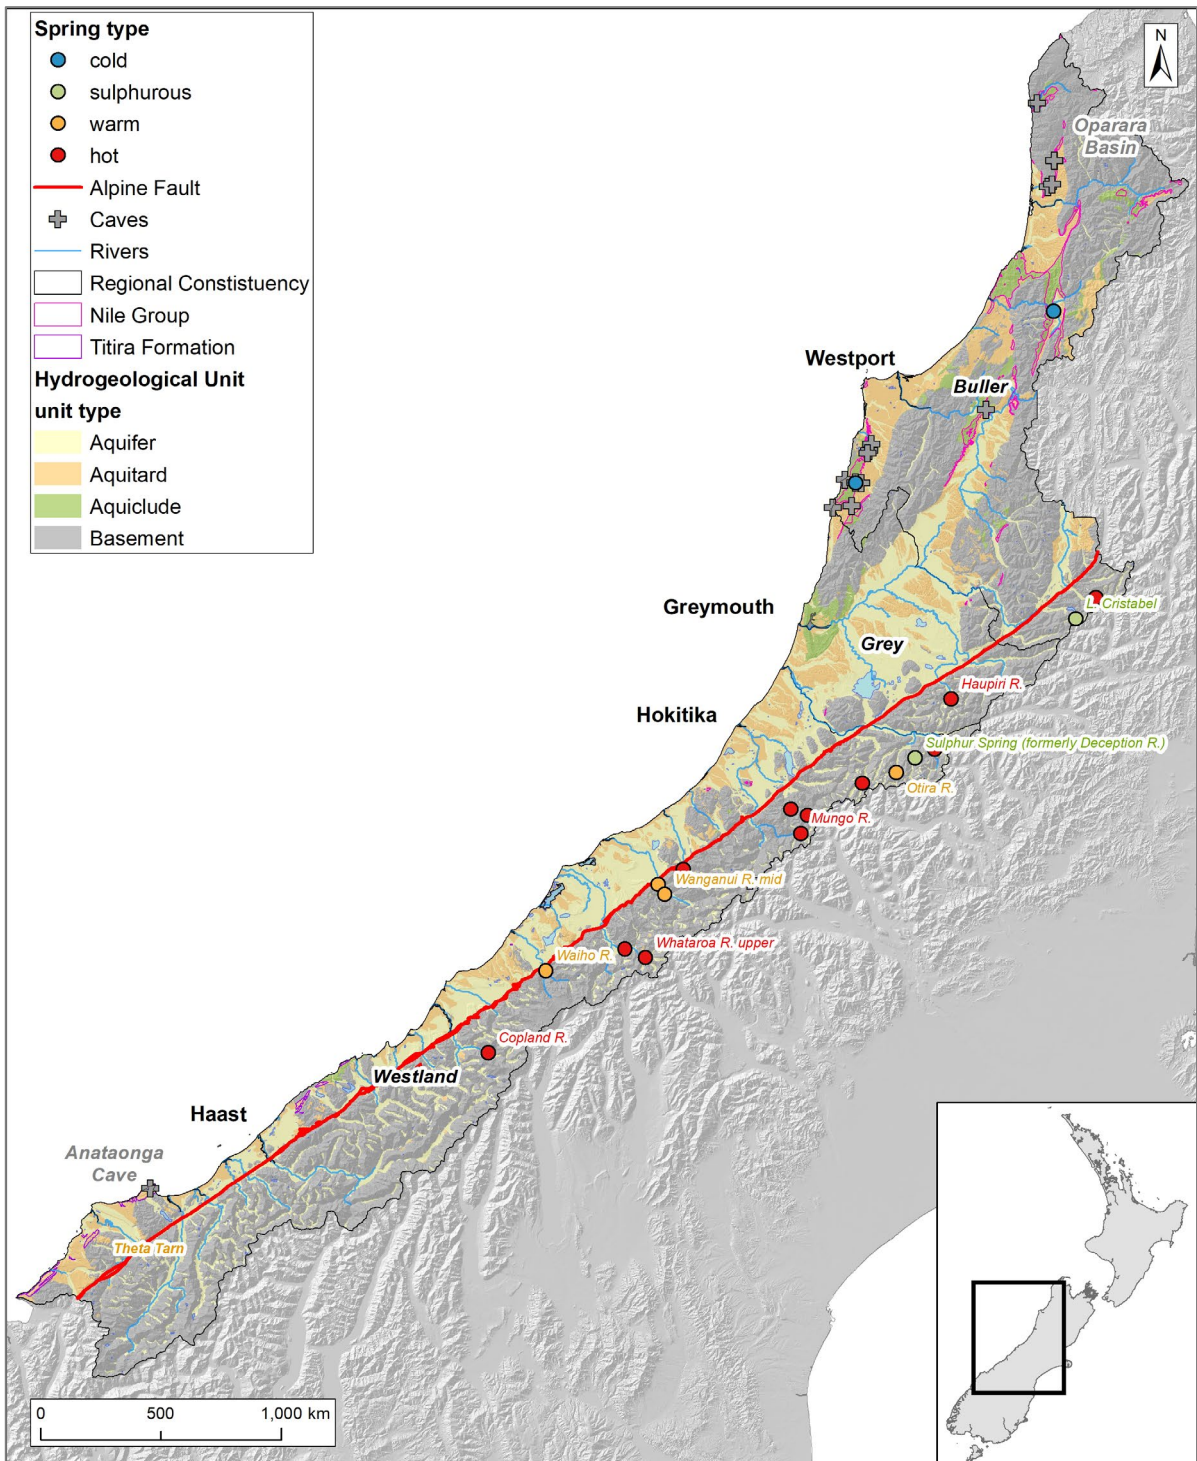 Spring type
cold
sulphurous
warm
hot
Alpine Fault
Caves
Rivers
Regional Constistuency
Nile Group
Titira Formation
Hydrogeological Unit
unit type
Aquifer
Aquitard
Aquiclude
Basement
N
Oparara
Basin
Westport
Buller
Greymouth
L. Cristabel
Grey
Haupiri R.
Hokitika
Sulphur Spring (formerly Deception R.)
Otira R.
Mungo R.
Wanganui R. mid
Whataroa R. upper
Waiho R.
Copland R.
Westland
Haast
Anataonga
Cave
Theta Tarn
0 500 1,000 km